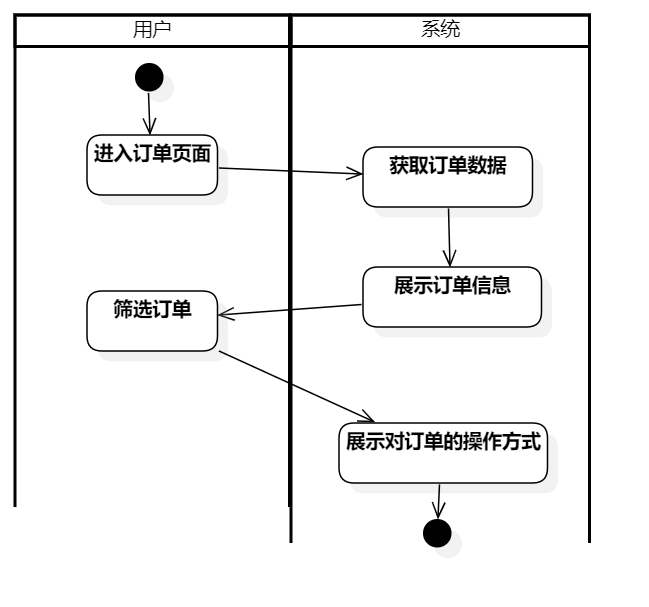 用户
系统
进入订单页面
获取订单数据
展示订单信息
筛选订单
展示对订单的操作方式